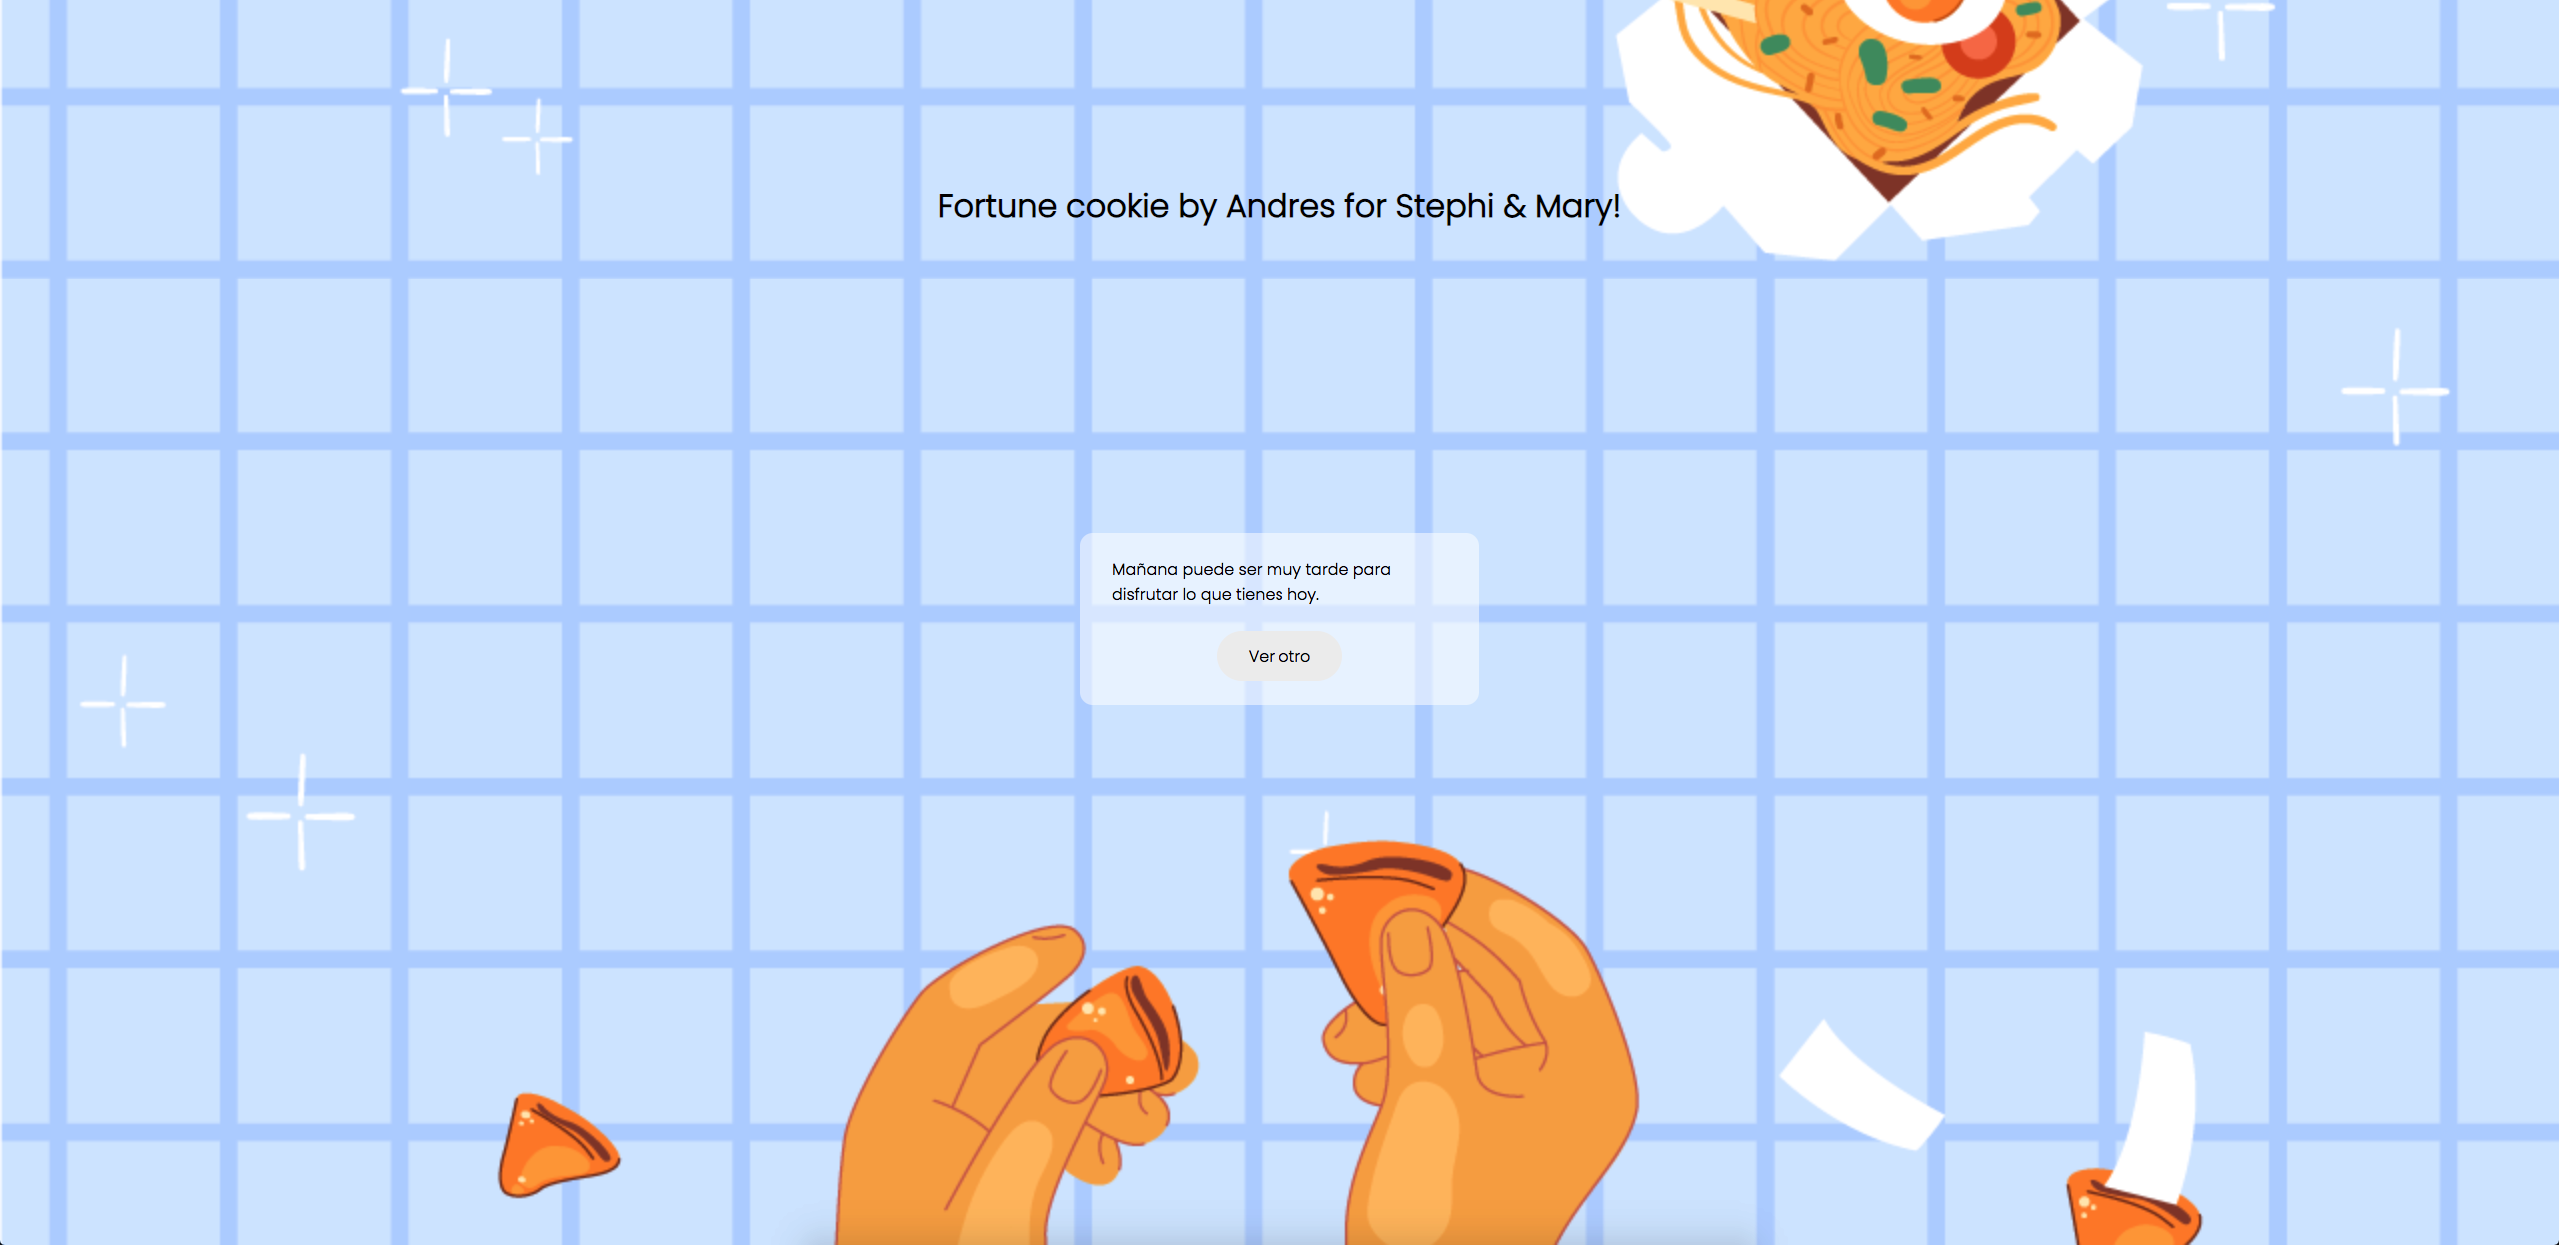 Fortune cookie by Andres for Stephi & Mary!
Mañana puede ser muy tarde para
disfrutar lo que tienes hoy.
Ver otro